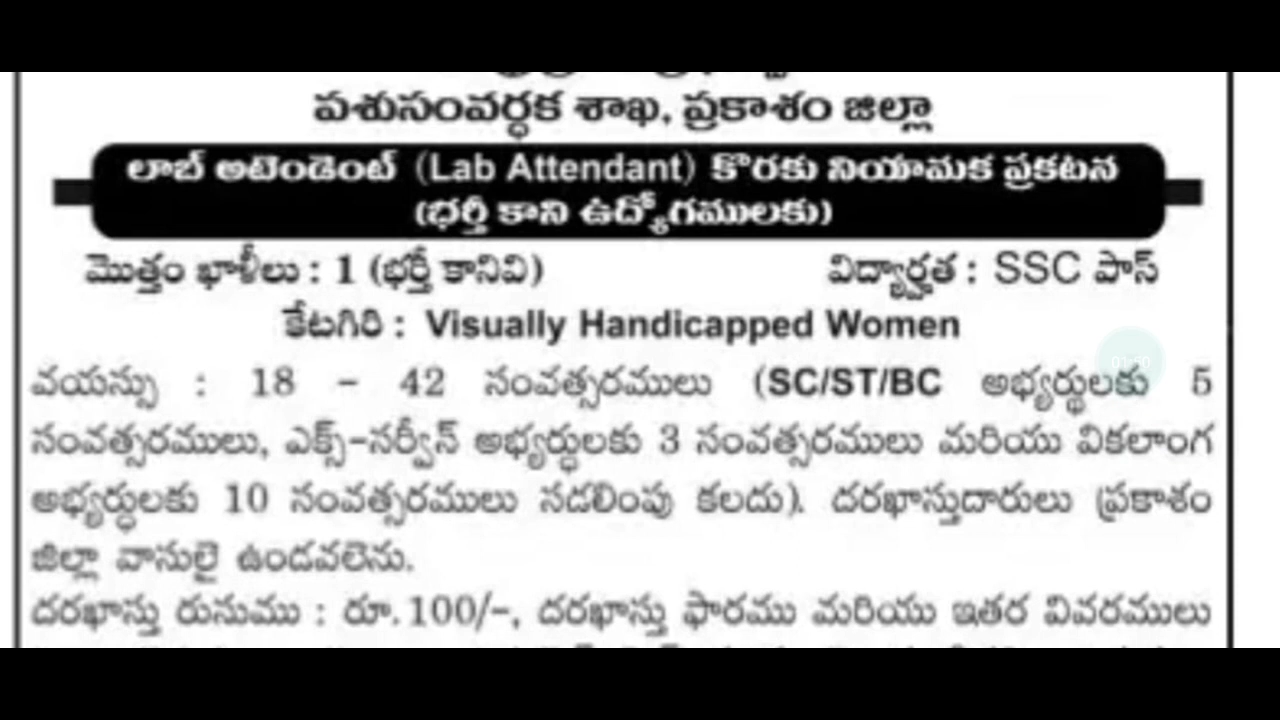 పశుసంవర్ధక శాఖ, ప్రకాశం జిల్లా
లాబ్ అటెండెంట్ (Lab Attendant) కొరకు నియామక ప్రకటన
(భర్తీ కాని ఉద్యోగములకు)
మొత్తం ఖాళీలు : 1 (భర్తీ కానివి) విద్యార్హత : SSC పాస్
కేటగిరి : Visually Handicapped Women
వయస్సు : 18 – 42 సంవత్సరములు (SC/ST/BC అభ్యర్థులకు 5
సంవత్సరములు, ఎక్స్-సర్వీస్ అభ్యర్ధులకు 3 సంవత్సరములు మరియు వికలాంగ
అభ్యర్ధులకు 10 సంవత్సరములు సడలింపు కలదు). దరఖాస్తుదారులు ప్రకాశం
జిల్లా వాసులై ఉండవలెను.
దరఖాస్తు రుసుము : రూ. 100/-, దరఖాస్తు ఫారము మరియు ఇతర వివరములు